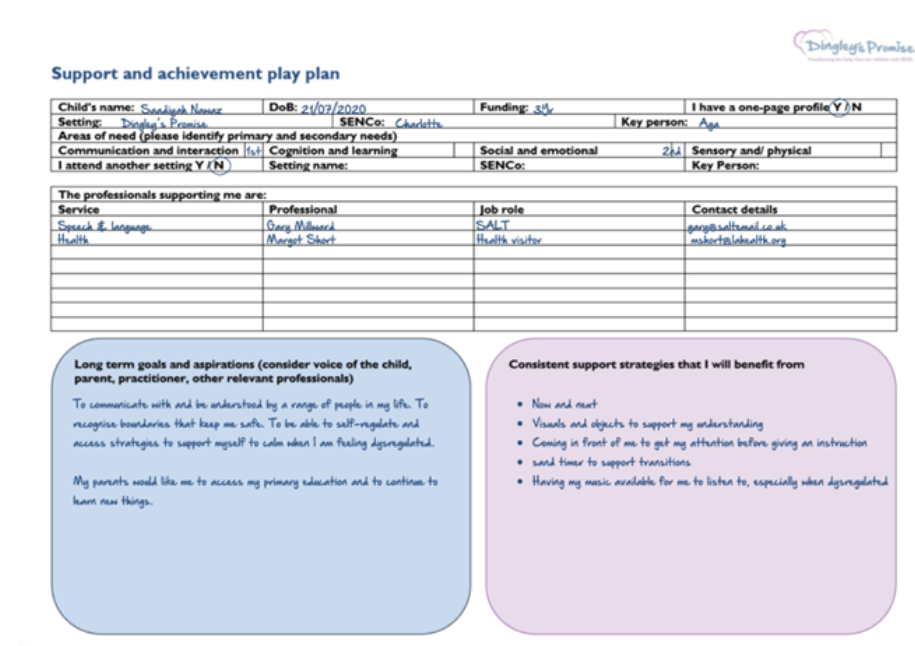 Dingley's Promise
Support and achievement play plan
Child's name: Saadiyah Nawaz DoB: 21/07/2020 Funding: I have a one-page profile Y / N
Setting: Dingley's Promise SENCo: Charlotte Key person: Aga
Areas of need (please identify primary and secondary needs)
Communication and interaction 1st Cognition and learning Social and emotional 2nd Sensory and/ physical
I attend another setting Y / N Setting name: SENCo: Key Person:
The professionals supporting me are:
Service Professional Job role Contact details
Speech & language Gary Millward SALT gary@saltemail.co.uk
Health Margot Short Health visitor mshort@lahealth.org
Long term goals and aspirations (consider voice of the child,
parent, practitioner, other relevant professionals)
To communicate with and be understood by a range of people in my life. To
recognise boundaries that keep me safe. To be able to self-regulate and
access strategies to support myself to calm when I am feeling dysregulated.
My parents would like me to access my primary education and to continue to
learn new things.
Consistent support strategies that I will benefit from
• Now and next
• Visuals and objects to support my understanding
• Coming in front of me to get my attention before giving an instruction
• sand timer to support transitions
• Having my music available for me to listen to, especially when dysregulated